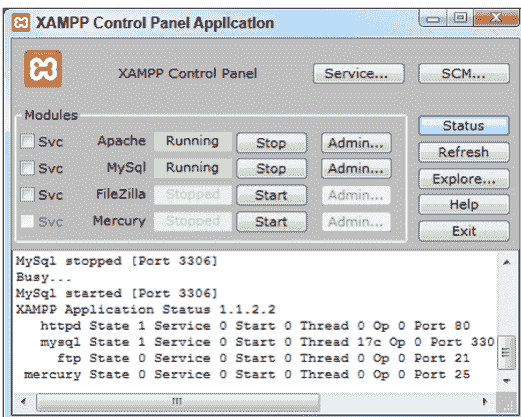 XAMPP Control Panel Application
XAMPP Control Panel Service... SCM...
Modules
Svc Apache Running Stop Admin...
Svc MySql Running Stop Admin...
Svc FileZilla Stopped Start Admin...
Svc Mercury Stopped Start Admin...
Status
Refresh
Explore...
Help
Exit
MySql stopped [Port 3306]
Busy...
MySql started [Port 3306]
XAMPP Application Status 1.1.2.2
httpd State 1 Service 0 Start 0 Thread 0 Op 0 Port 80
mysql State 1 Service 0 Start 0 Thread 17c Op 0 Port 330
ftp State 0 Service 0 Start 0 Thread 0 Op 0 Port 21
mercury State 0 Service 0 Start 0 Thread 0 Op 0 Port 25